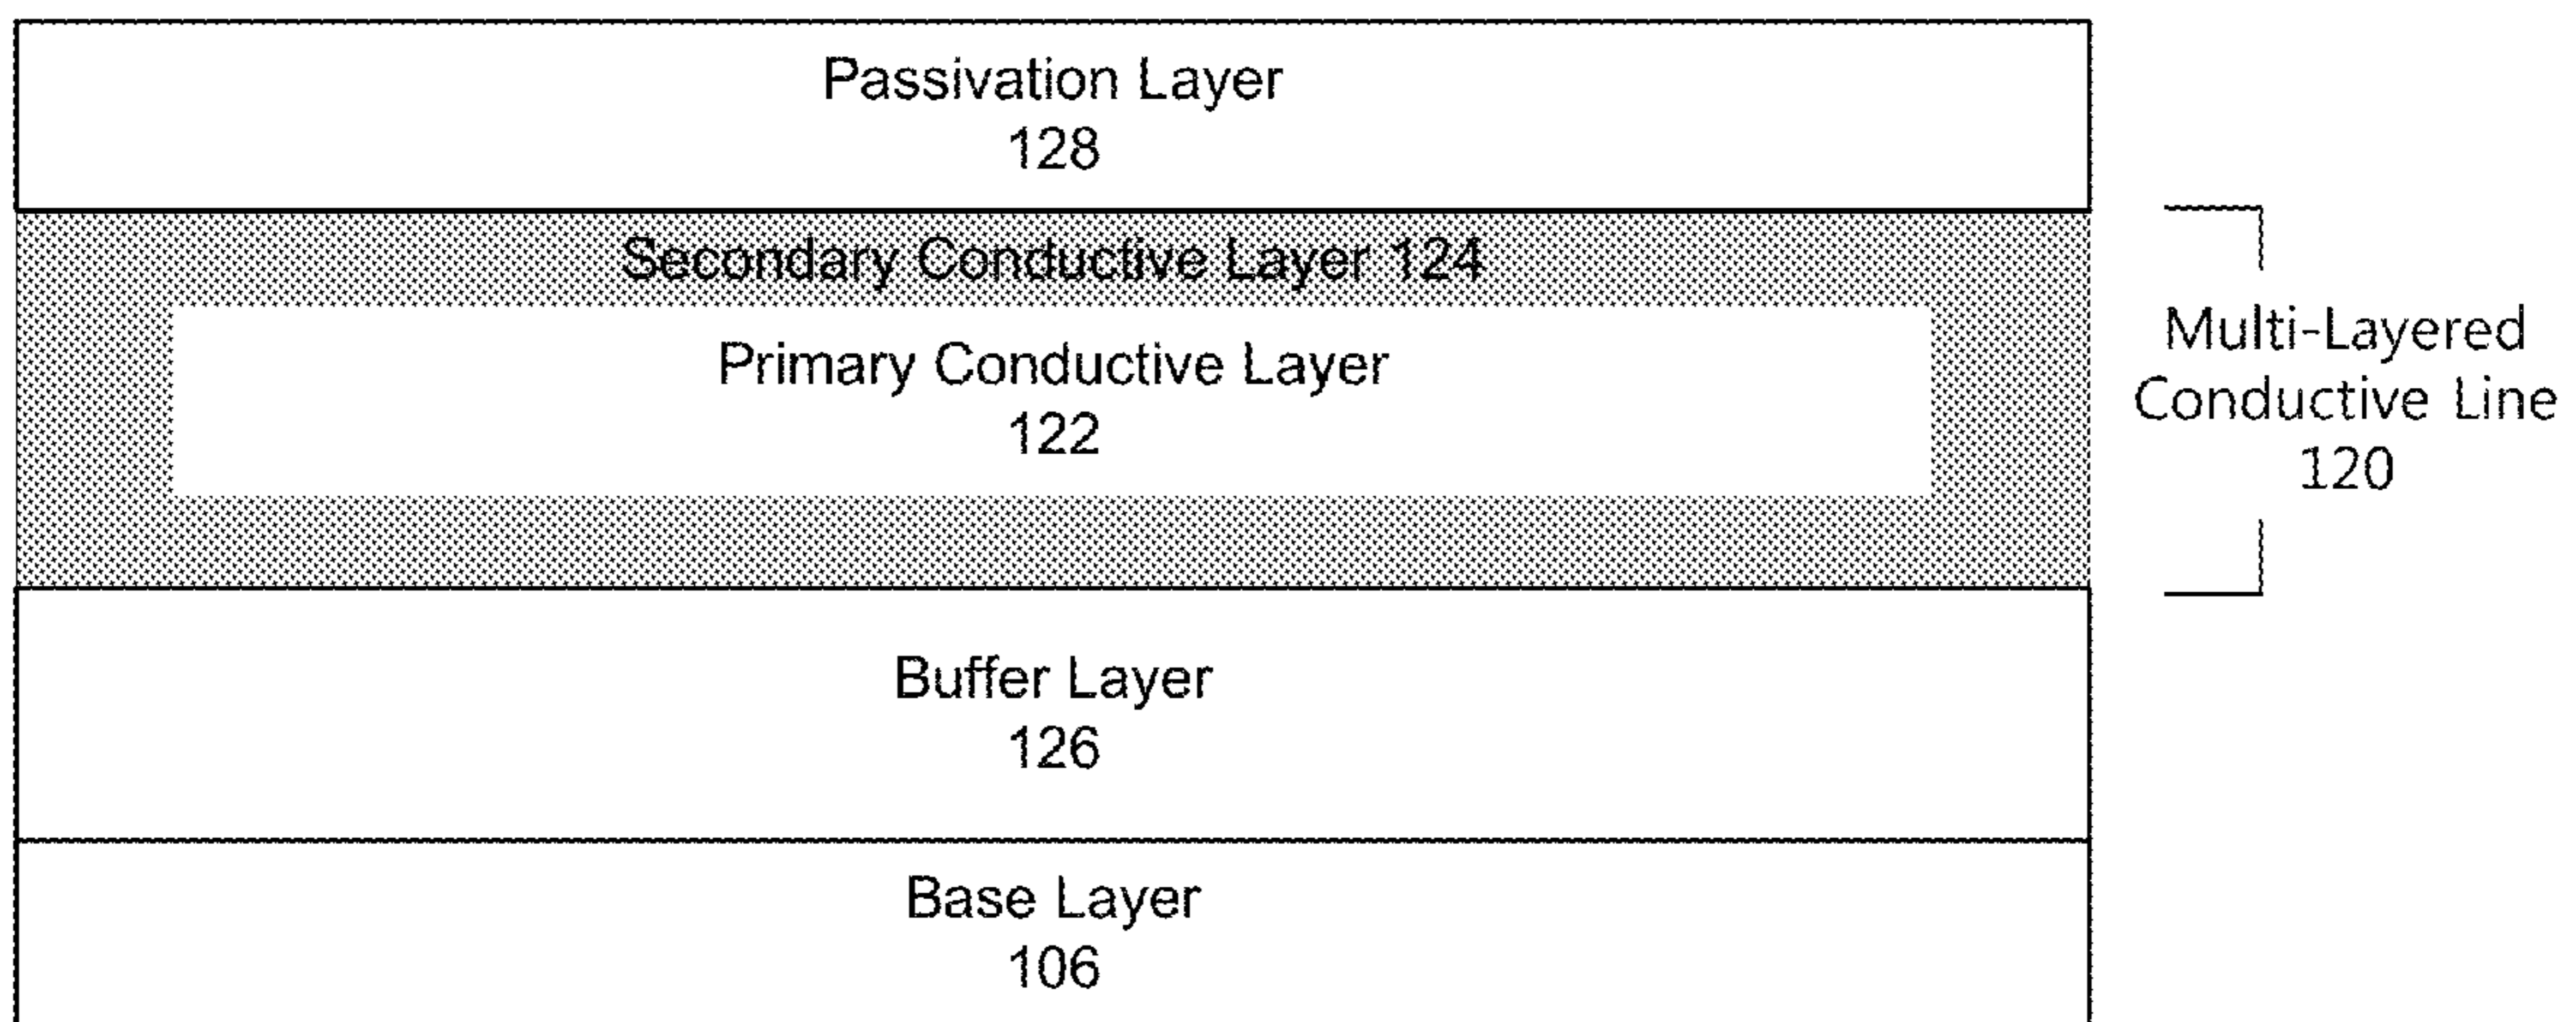 Passivation Layer
128
Secondary Conductive Layer 124
Primary Conductive Layer
122
Multi-Layered
Conductive Line
120
Buffer Layer
126
Base Layer
106